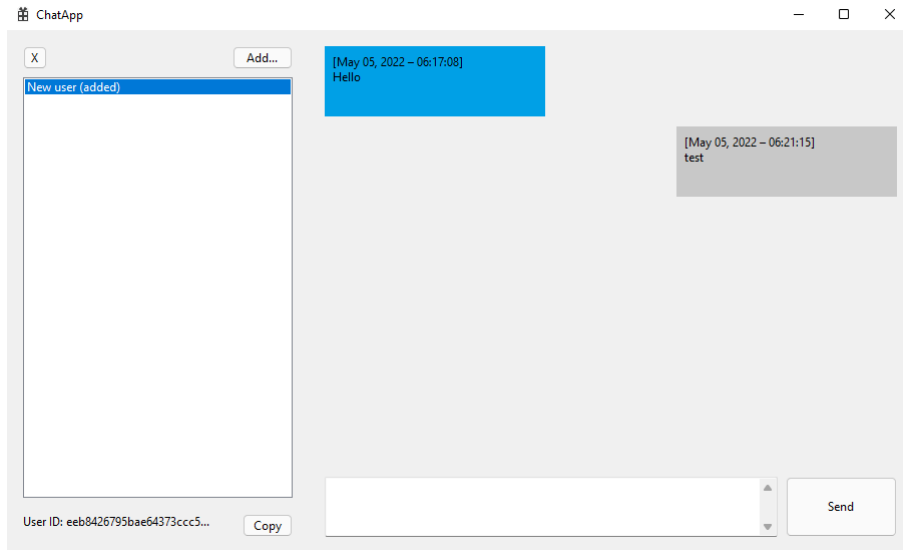 ChatApp
X
Add...
New user (added)
User ID: eeb8426795bae64373ccc5...
Copy
[May 05, 2022 – 06:17:08]
Hello
[May 05, 2022 – 06:21:15]
test
Send